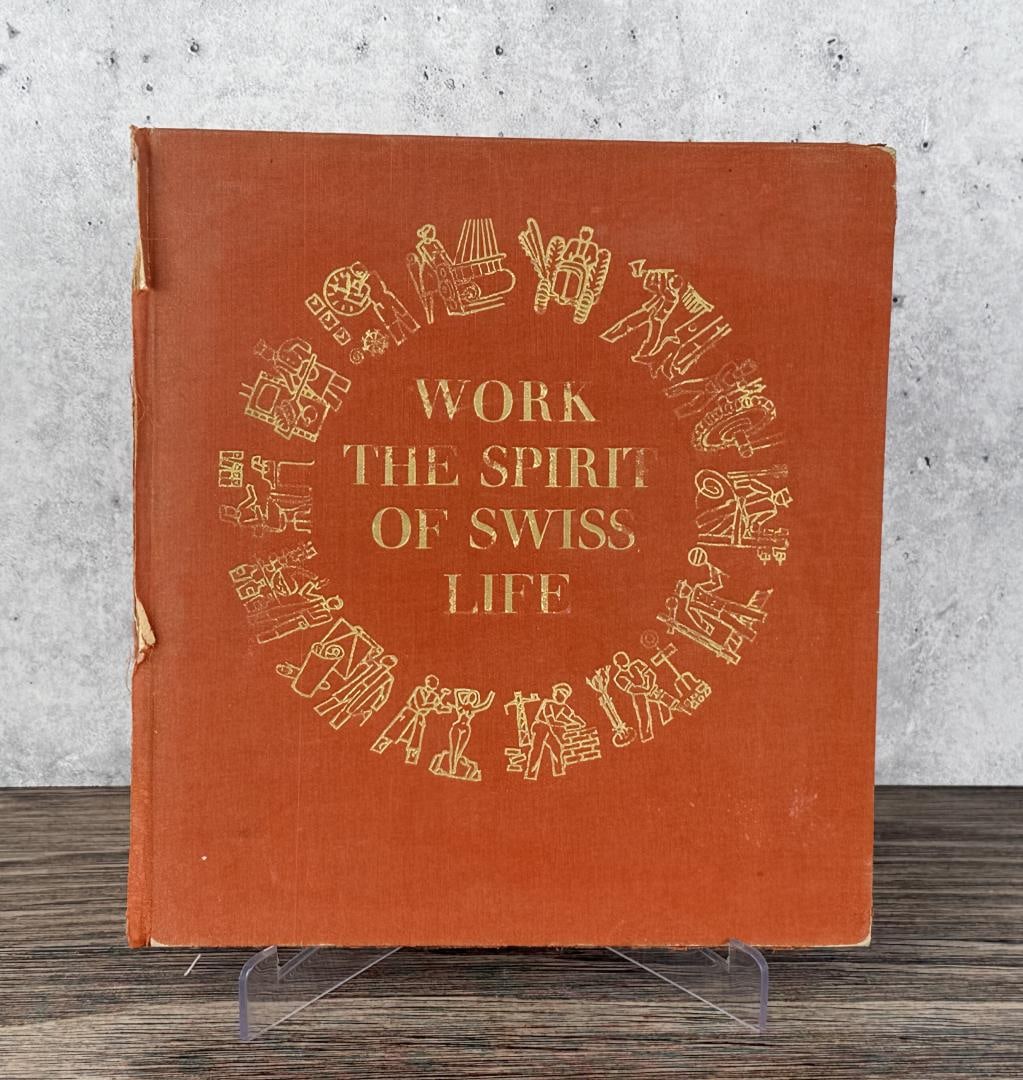 WORK
THE SPIRIT
OF SWISS
LIFE